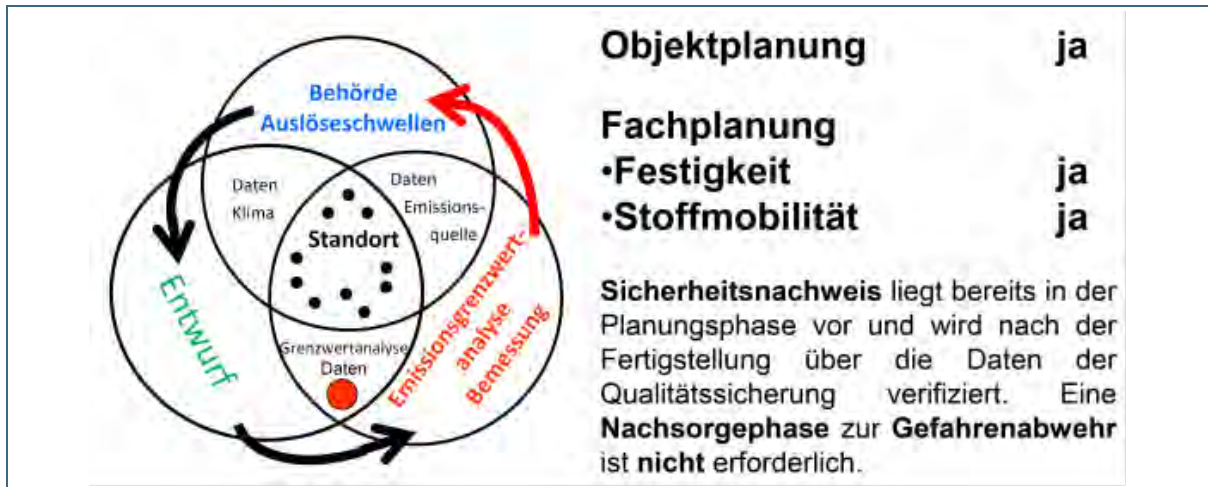 Behörde
Auslöseschwellen
Daten
Klima
Daten
Emissions-
quelle
Standort
Entwurf
Grenzwertanalyse
Daten
Emissionsgrenzwert-
analyse
Bemessung
Objektplanung ja
Fachplanung
•Festigkeit ja
•Stoffmobilität ja
Sicherheitsnachweis liegt bereits in der
Planungsphase vor und wird nach der
Fertigstellung über die Daten der
Qualitätssicherung verifiziert. Eine
Nachsorgephase zur Gefahrenabwehr
ist nicht erforderlich.